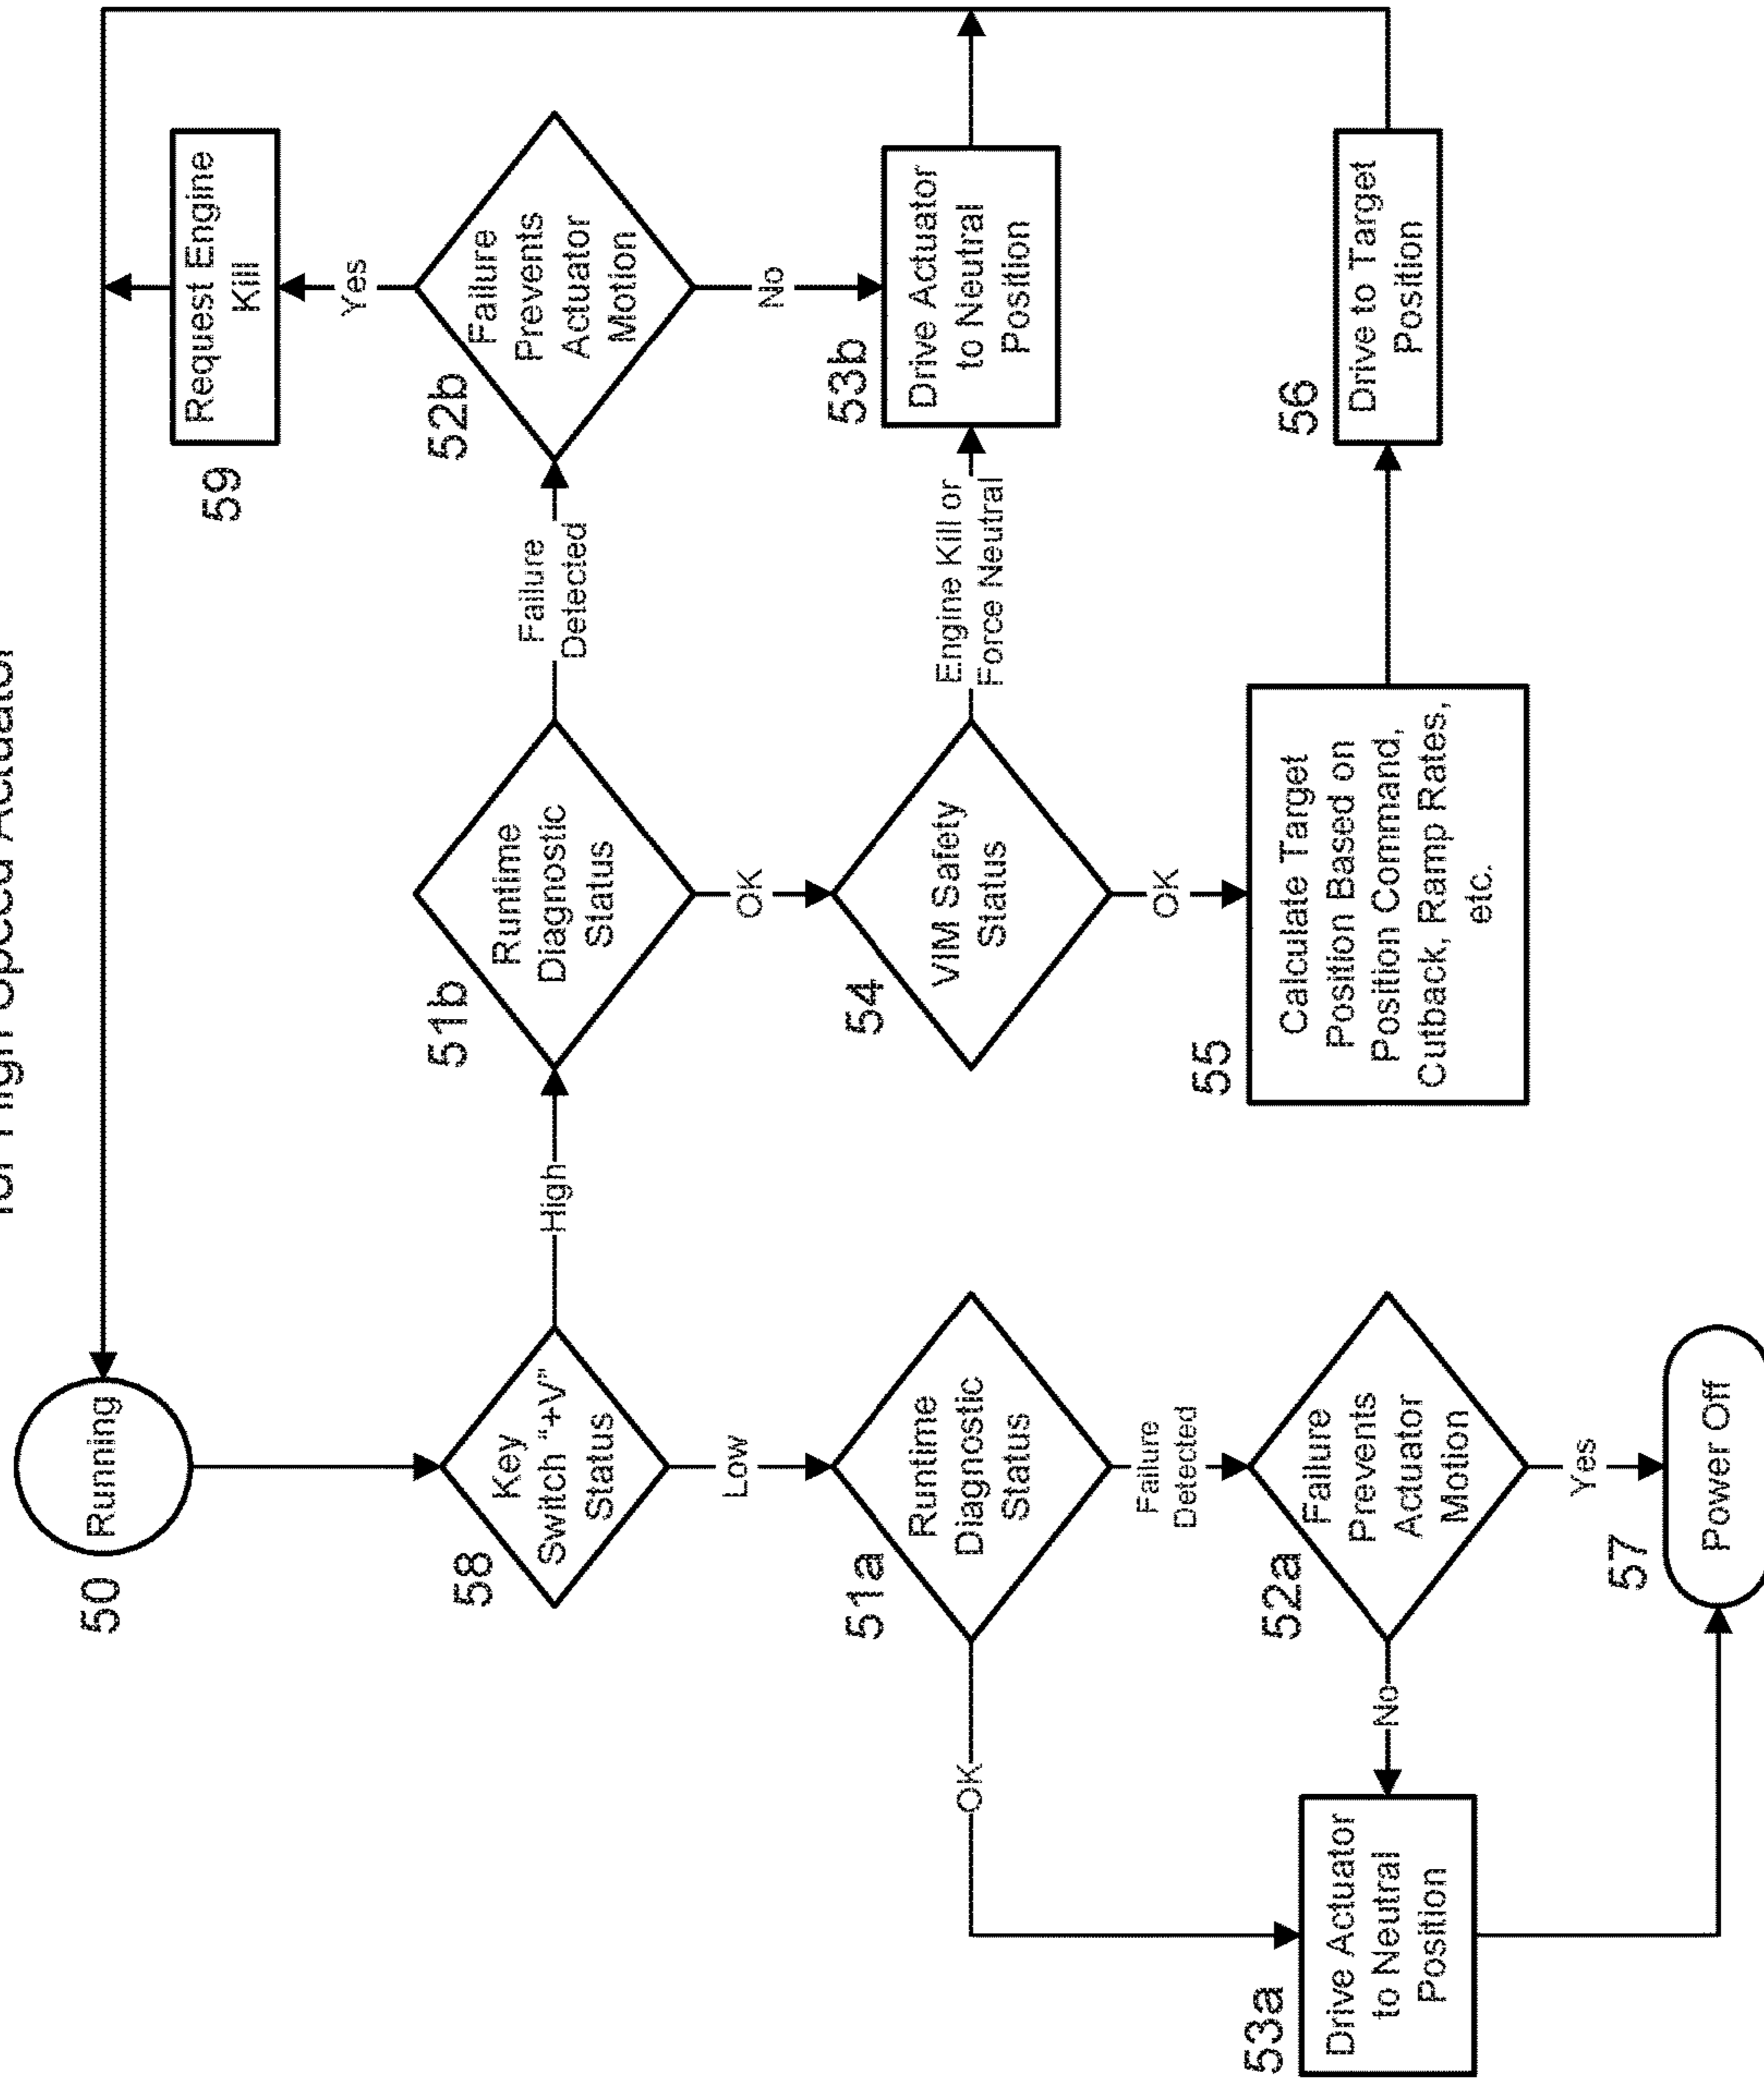 for High Speed Actuator
50
Running
58
Key
Switch "+V"
Status
High
Low
51b
Runtime
Diagnostic
Status
Failure
Detected
OK
52b
Failure
Prevents
Actuator
Motion
Yes
No
59
Request Engine
Kill
51a
Runtime
Diagnostic
Status
OK
Failure
Detected
54
VIM Safety
Status
Engine Kill or
Force Neutral
OK
53b
Drive Actuator
to Neutral
Position
52a
Failure
Prevents
Actuator
Motion
No
Yes
53a
Drive Actuator
to Neutral
Position
55
Calculate Target
Position Based on
Position Command,
Cutback, Ramp Rates,
etc.
56
Drive to Target
Position
57
Power Off